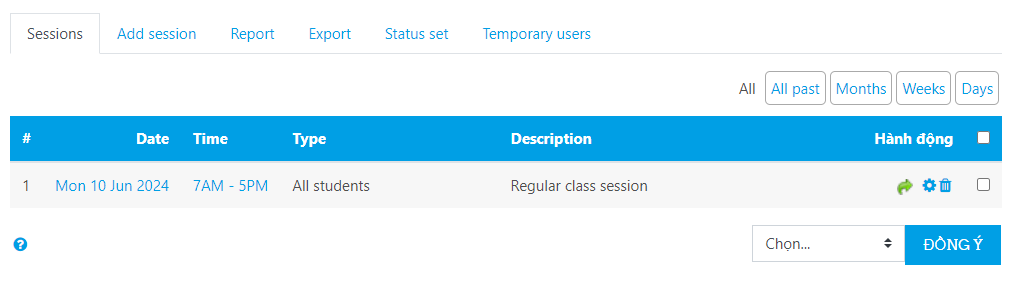 Sessions Add session Report Export Status set Temporary users
All All past Months Weeks Days
# Date Time Type Description Hành động
1 Mon 10 Jun 2024 7AM - 5PM All students Regular class session
Chọn... ĐỒNG Ý